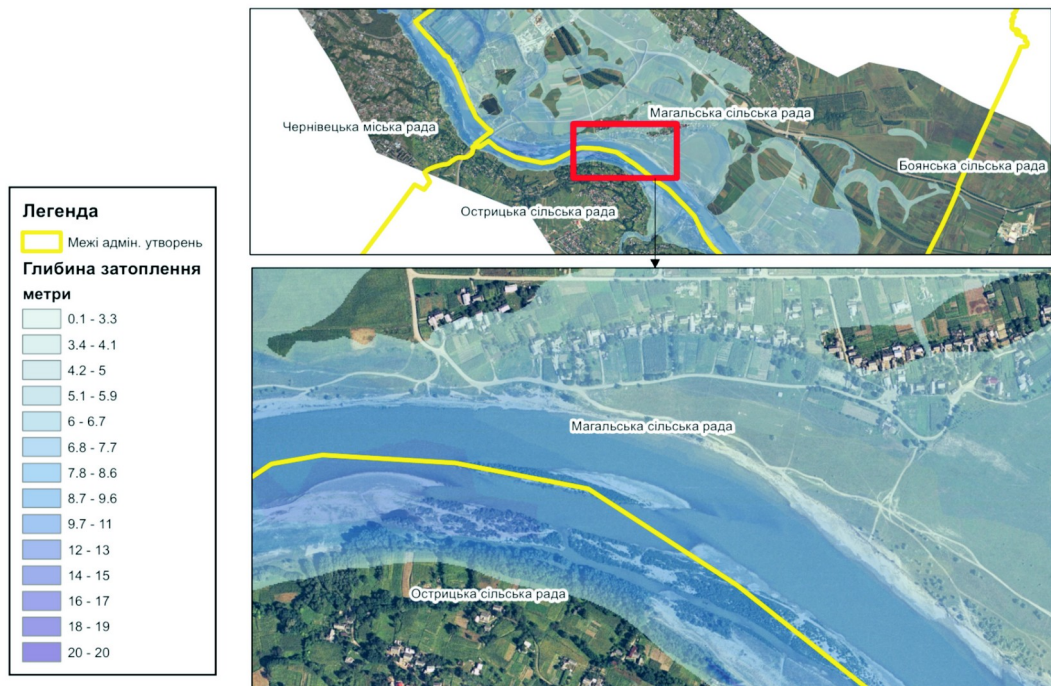 Чернівецька міська рада
Магальська сільська рада
Боянська сільська рада
Острицька сільська рада
Легенда
Межі адмін. утворень
Глибина затоплення
метри
0.1 - 3.3
3.4 - 4.1
4.2 - 5
5.1 - 5.9
6 - 6.7
6.8 - 7.7
7.8 - 8.6
8.7 - 9.6
9.7 - 11
12 - 13
14 - 15
16 - 17
18 - 19
20 - 20
Магальська сільська рада
Острицька сільська рада